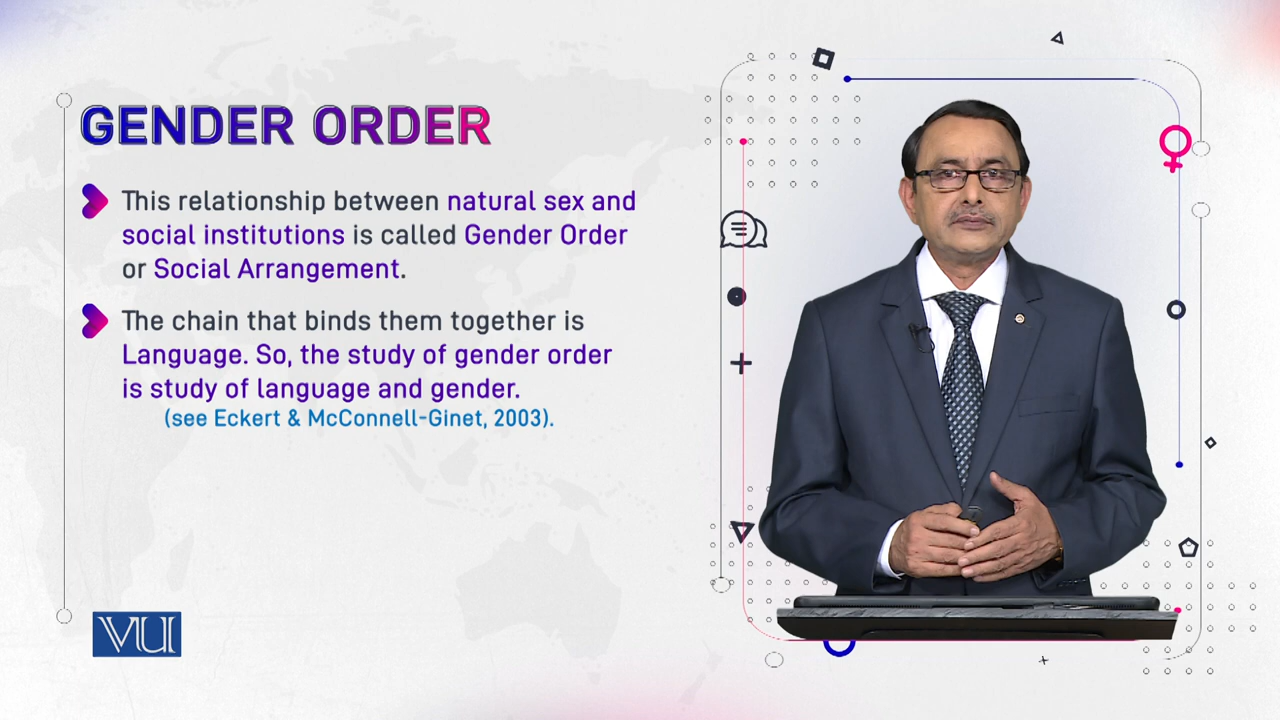 GENDER ORDER
This relationship between natural sex and
social institutions is called Gender Order
or Social Arrangement.
The chain that binds them together is
Language. So, the study of gender order
is study of language and gender.
(see Eckert & McConnell-Ginet, 2003).
VU